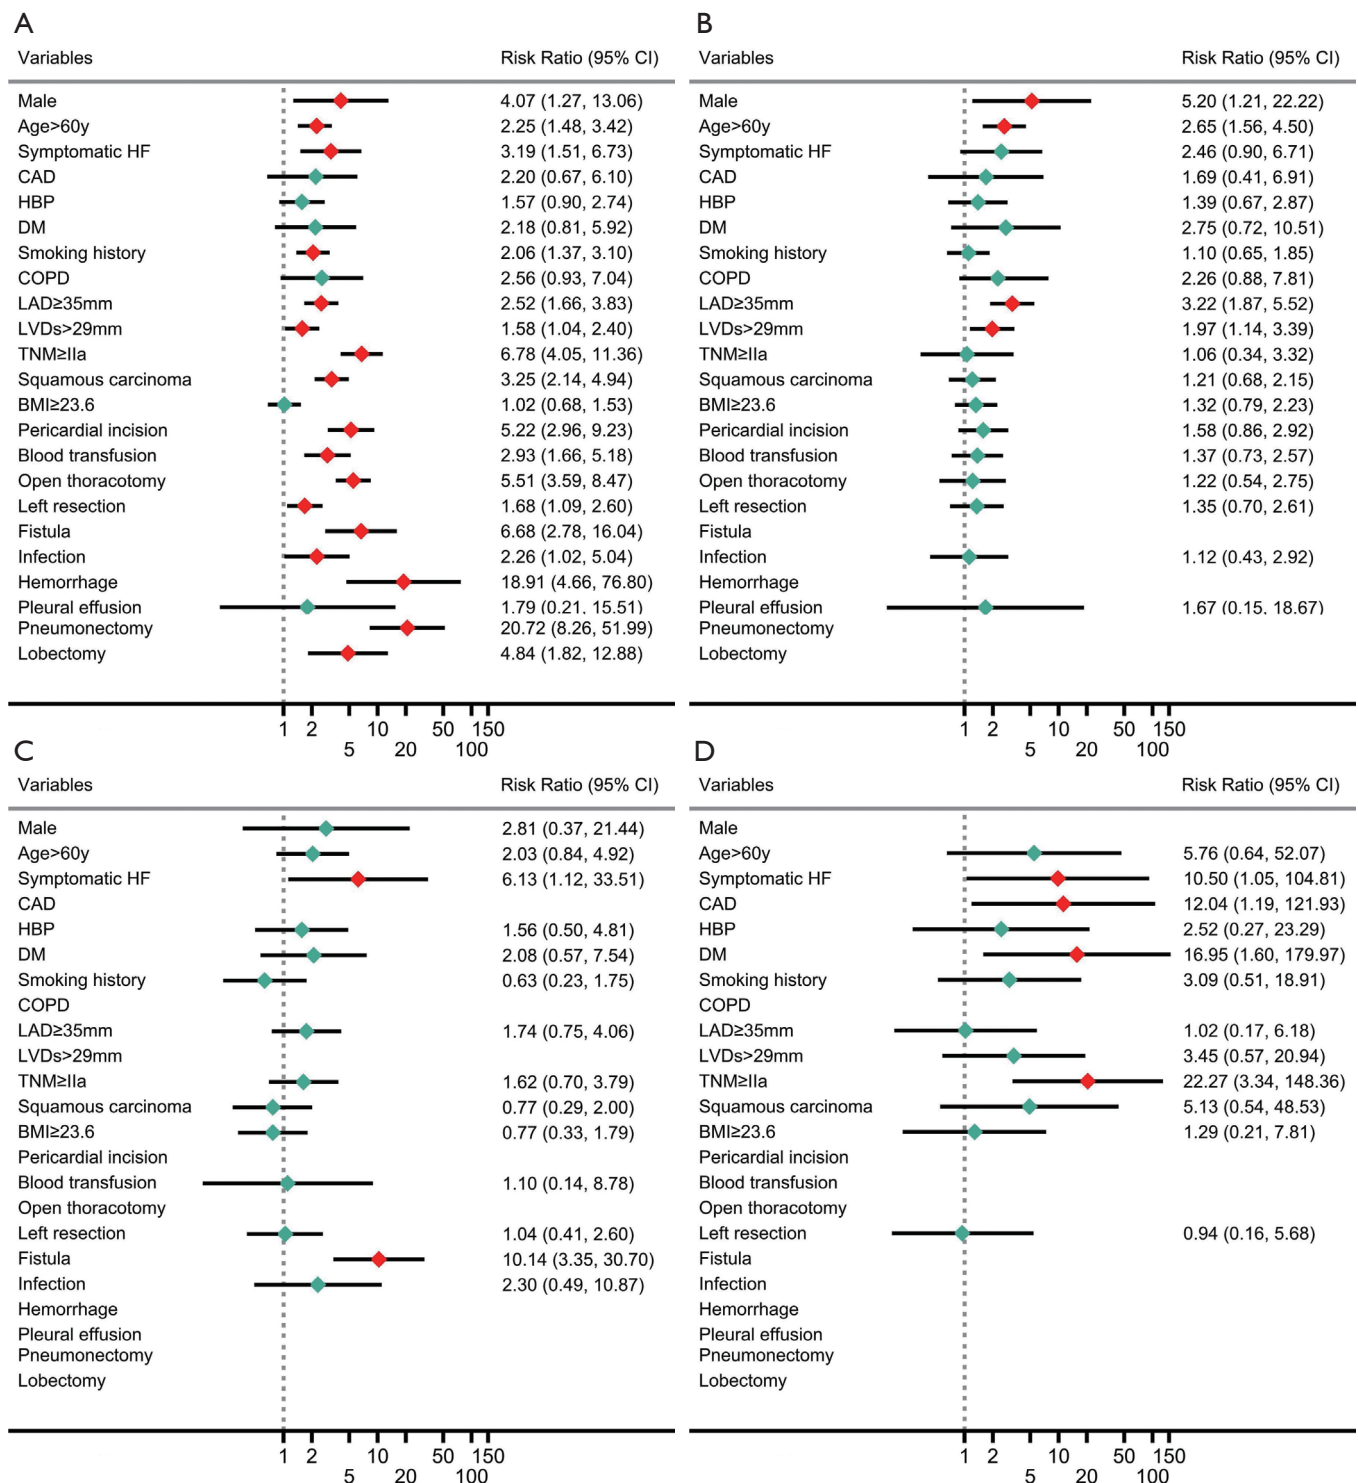 A
Variables Risk Ratio (95% CI)
Male 4.07 (1.27, 13.06)
Age>60y 2.25 (1.48, 3.42)
Symptomatic HF 3.19 (1.51, 6.73)
CAD 2.20 (0.67, 6.10)
HBP 1.57 (0.90, 2.74)
DM 2.18 (0.81, 5.92)
Smoking history 2.06 (1.37, 3.10)
COPD 2.56 (0.93, 7.04)
LAD≥35mm 2.52 (1.66, 3.83)
LVDs>29mm 1.58 (1.04, 2.40)
TNM≥IIa 6.78 (4.05, 11.36)
Squamous carcinoma 3.25 (2.14, 4.94)
BMI≥23.6 1.02 (0.68, 1.53)
Pericardial incision 5.22 (2.96, 9.23)
Blood transfusion 2.93 (1.66, 5.18)
Open thoracotomy 5.51 (3.59, 8.47)
Left resection 1.68 (1.09, 2.60)
Fistula 6.68 (2.78, 16.04)
Infection 2.26 (1.02, 5.04)
Hemorrhage 18.91 (4.66, 76.80)
Pleural effusion 1.79 (0.21, 15.51)
Pneumonectomy 20.72 (8.26, 51.99)
Lobectomy 4.84 (1.82, 12.88)
1 2 10 50 150
5 20 100
B
Variables Risk Ratio (95% CI)
Male 5.20 (1.21, 22.22)
Age>60y 2.65 (1.56, 4.50)
Symptomatic HF 2.46 (0.90, 6.71)
CAD 1.69 (0.41, 6.91)
HBP 1.39 (0.67, 2.87)
DM 2.75 (0.72, 10.51)
Smoking history 1.10 (0.65, 1.85)
COPD 2.26 (0.88, 7.81)
LAD≥35mm 3.22 (1.87, 5.52)
LVDs>29mm 1.97 (1.14, 3.39)
TNM≥IIa 1.06 (0.34, 3.32)
Squamous carcinoma 1.21 (0.68, 2.15)
BMI≥23.6 1.32 (0.79, 2.23)
Pericardial incision 1.58 (0.86, 2.92)
Blood transfusion 1.37 (0.73, 2.57)
Open thoracotomy 1.22 (0.54, 2.75)
Left resection 1.35 (0.70, 2.61)
Fistula
Infection 1.12 (0.43, 2.92)
Hemorrhage
Pleural effusion 1.67 (0.15, 18.67)
Pneumonectomy
Lobectomy
1 2 10 50 150
5 20 100
C
Variables Risk Ratio (95% CI)
Male 2.81 (0.37, 21.44)
Age>60y 2.03 (0.84, 4.92)
Symptomatic HF 6.13 (1.12, 33.51)
CAD
HBP 1.56 (0.50, 4.81)
DM 2.08 (0.57, 7.54)
Smoking history 0.63 (0.23, 1.75)
COPD
LAD≥35mm 1.74 (0.75, 4.06)
LVDs>29mm
TNM≥IIa 1.62 (0.70, 3.79)
Squamous carcinoma 0.77 (0.29, 2.00)
BMI≥23.6 0.77 (0.33, 1.79)
Pericardial incision
Blood transfusion 1.10 (0.14, 8.78)
Open thoracotomy
Left resection 1.04 (0.41, 2.60)
Fistula 10.14 (3.35, 30.70)
Infection 2.30 (0.49, 10.87)
Hemorrhage
Pleural effusion
Pneumonectomy
Lobectomy
1 2 10 50 150
5 20 100
D
Variables Risk Ratio (95% CI)
Male
Age>60y 5.76 (0.64, 52.07)
Symptomatic HF 10.50 (1.05, 104.81)
CAD 12.04 (1.19, 121.93)
HBP 2.52 (0.27, 23.29)
DM 16.95 (1.60, 179.97)
Smoking history 3.09 (0.51, 18.91)
COPD
LAD≥35mm 1.02 (0.17, 6.18)
LVDs>29mm 3.45 (0.57, 20.94)
TNM≥IIa 22.27 (3.34, 148.36)
Squamous carcinoma 5.13 (0.54, 48.53)
BMI≥23.6 1.29 (0.21, 7.81)
Pericardial incision
Blood transfusion
Open thoracotomy
Left resection 0.94 (0.16, 5.68)
Fistula
Infection
Hemorrhage
Pleural effusion
Pneumonectomy
Lobectomy
1 2 10 50 150
5 20 100